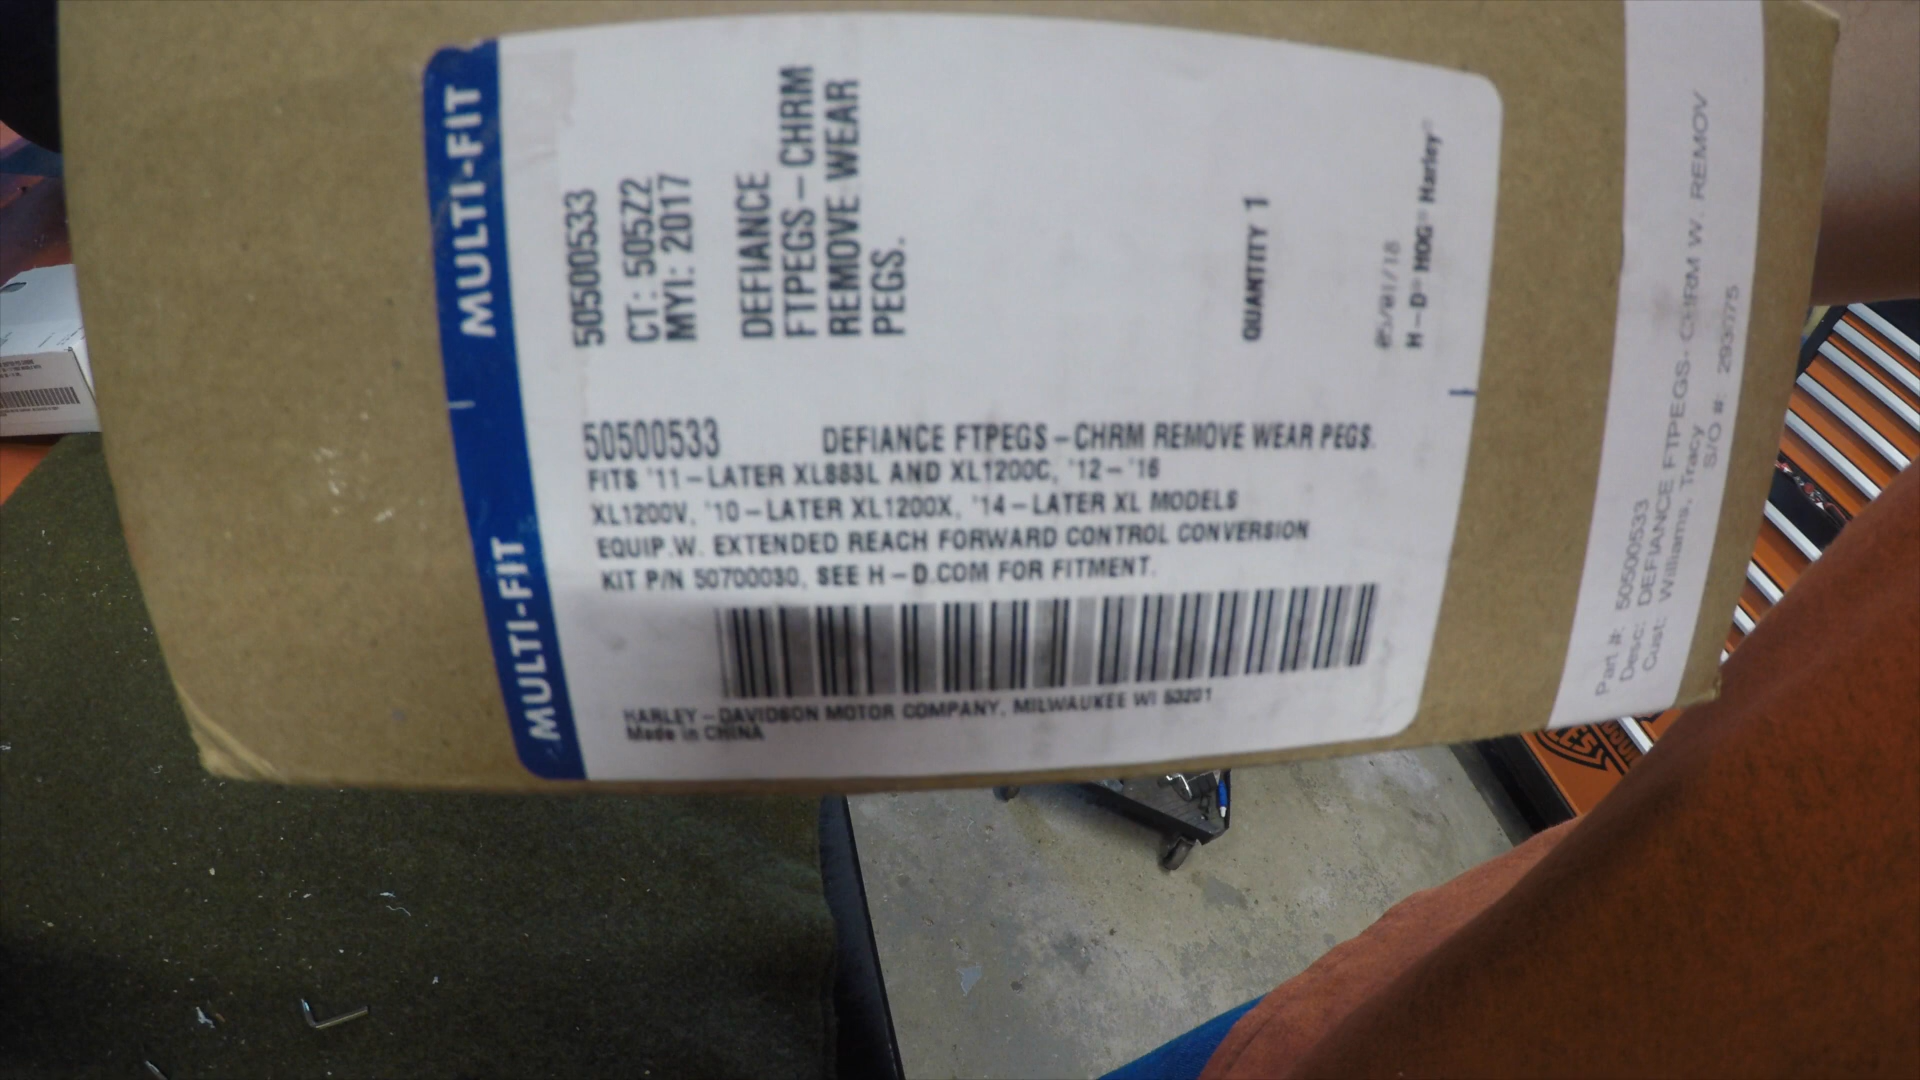 MULTI-FIT
MULTI-FIT
50500533
CT: 505Z2
MYI: 2017
DEFIANCE
FTPEGS-CHRM
REMOVE WEAR
PEGS.
QUANTITY 1
05/01/18
H-D® HOG® Harley®
50500533 DEFIANCE FTPEGS-CHRM REMOVE WEAR PEGS.
FITS '11-LATER XL883L AND XL1200C, '12-'16
XL1200V, '10-LATER XL1200X, '14-LATER XL MODELS
EQUIP.W. EXTENDED REACH FORWARD CONTROL CONVERSION
KIT P/N 50700030, SEE H-D.COM FOR FITMENT.
HARLEY-DAVIDSON MOTOR COMPANY, MILWAUKEE WI 53201
Made in CHINA
Part #: 50500533
Desc: DEFIANCE FTPEGS- CHRM W. REMOV
Cust: Williams, Tracy
S/O #: 293775